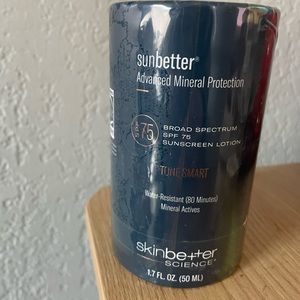 sunbetter®
Advanced Mineral Protection
SPF 75
BROAD SPECTRUM
SPF 75
SUNSCREEN LOTION
TONE SMART
Water-Resistant (80 Minutes)
Mineral Actives
skinbetter
SCIENCE®
1.7 FL. OZ. (50 ML)